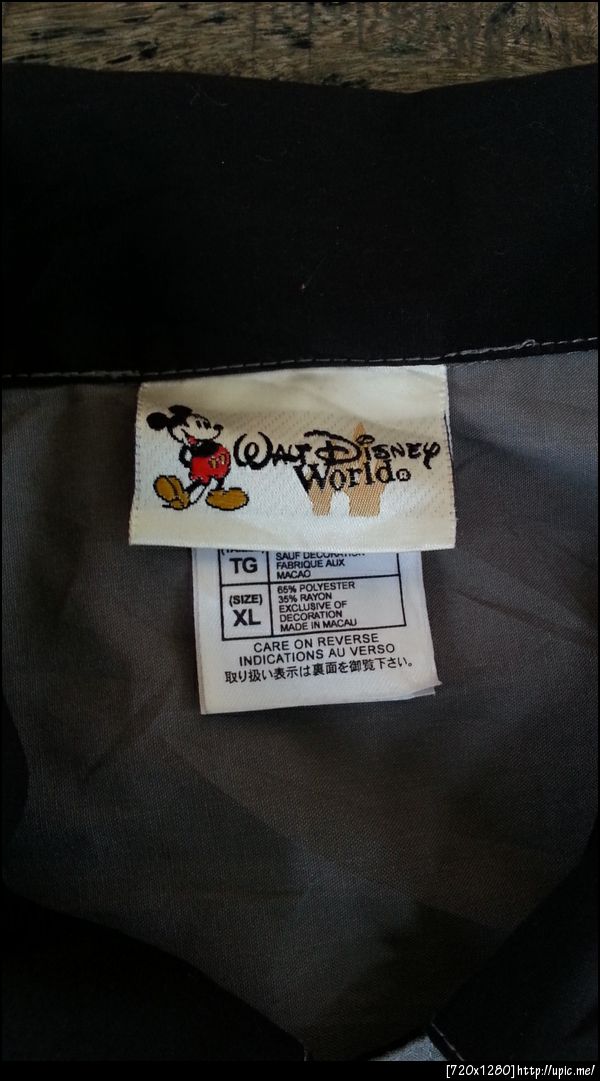 WALT DISNEY
World®
TG
SAUF DECORATION
FABRIQUE AUX
MACAO
(SIZE)
XL
65% POLYESTER
35% RAYON
EXCLUSIVE OF
DECORATION
MADE IN MACAU
CARE ON REVERSE
INDICATIONS AU VERSO
取り扱い表示は裏面を御覧下さい。
[720x1280]http://upic.me/